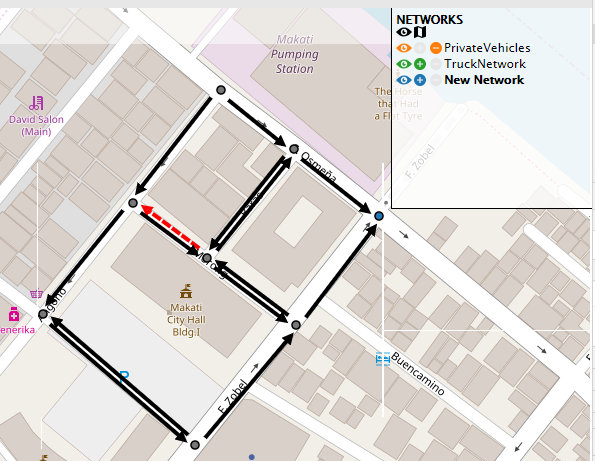 NETWORKS
PrivateVehicles
TruckNetwork
New Network
Makati
Pumping
Station
The Horse
that Had
a Flat Tyre
David Salon
(Main)
Osmeña
F. Zobel
Makati
City Hall
Bldg.I
enerika
P
F. Zobel
Buencamino
F